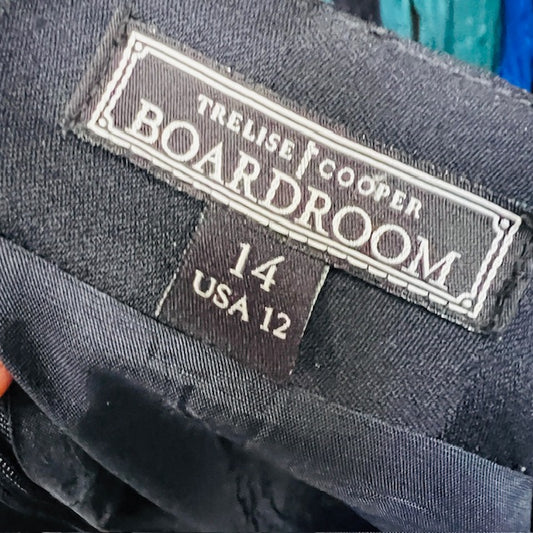 TRELISE COOPER
BOARDROOM
14
USA 12